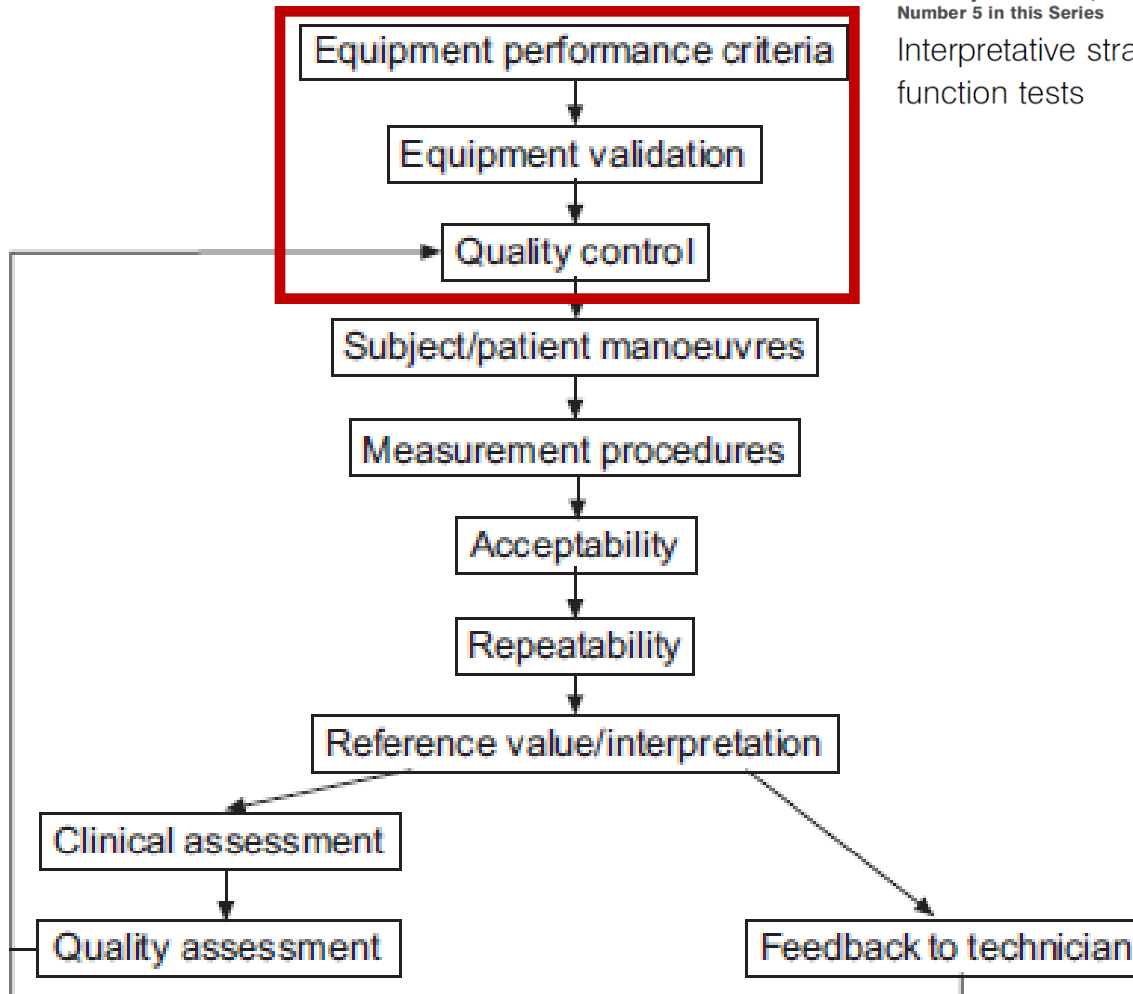 Number 5 in this Series
Interpretative
function tests
Equipment performance criteria
Equipment validation
Quality control
Subject/patient manoeuvres
Measurement procedures
Acceptability
Repeatability
Reference value/interpretation
Clinical assessment
Quality assessment
Feedback to technician